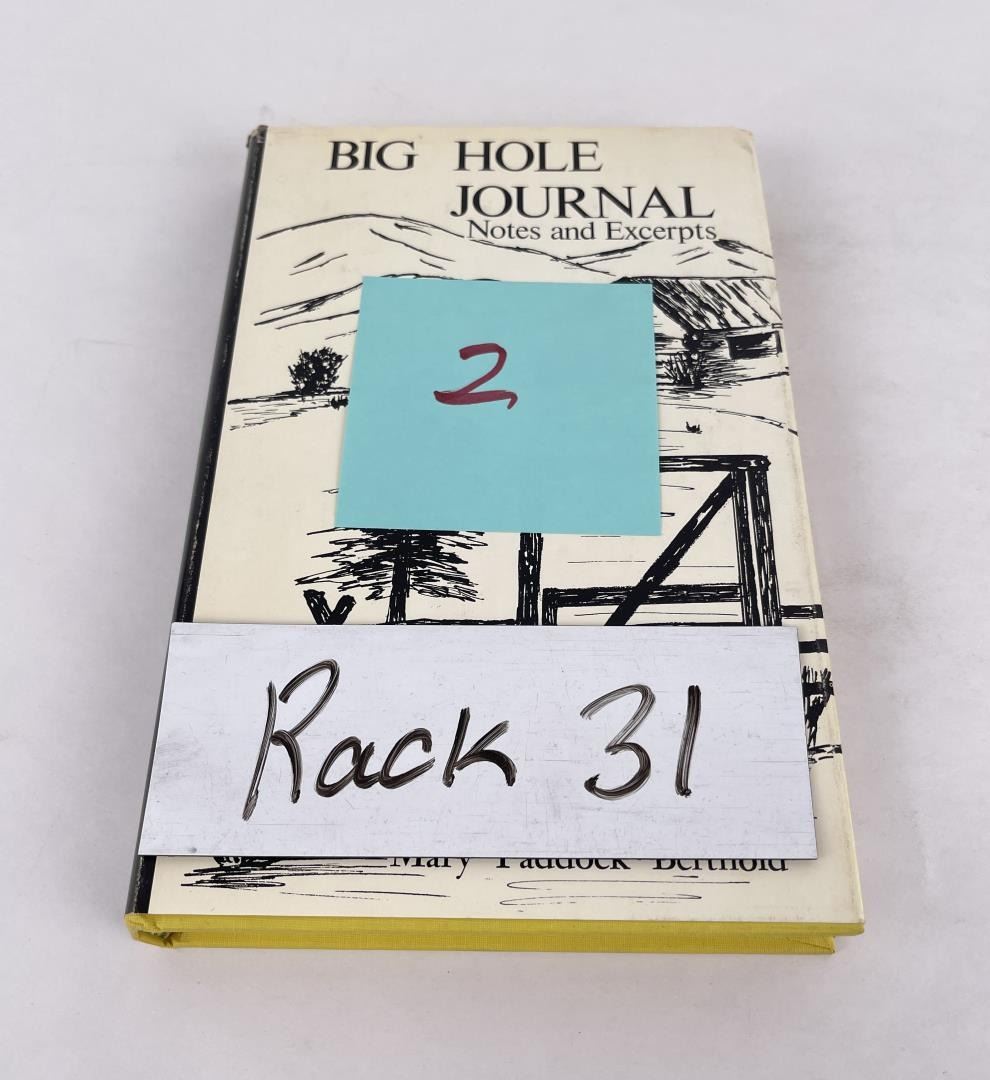 BIG HOLE
JOURNAL
Notes and Excerpts
2
Rack 31
Mary Paddock Berthold